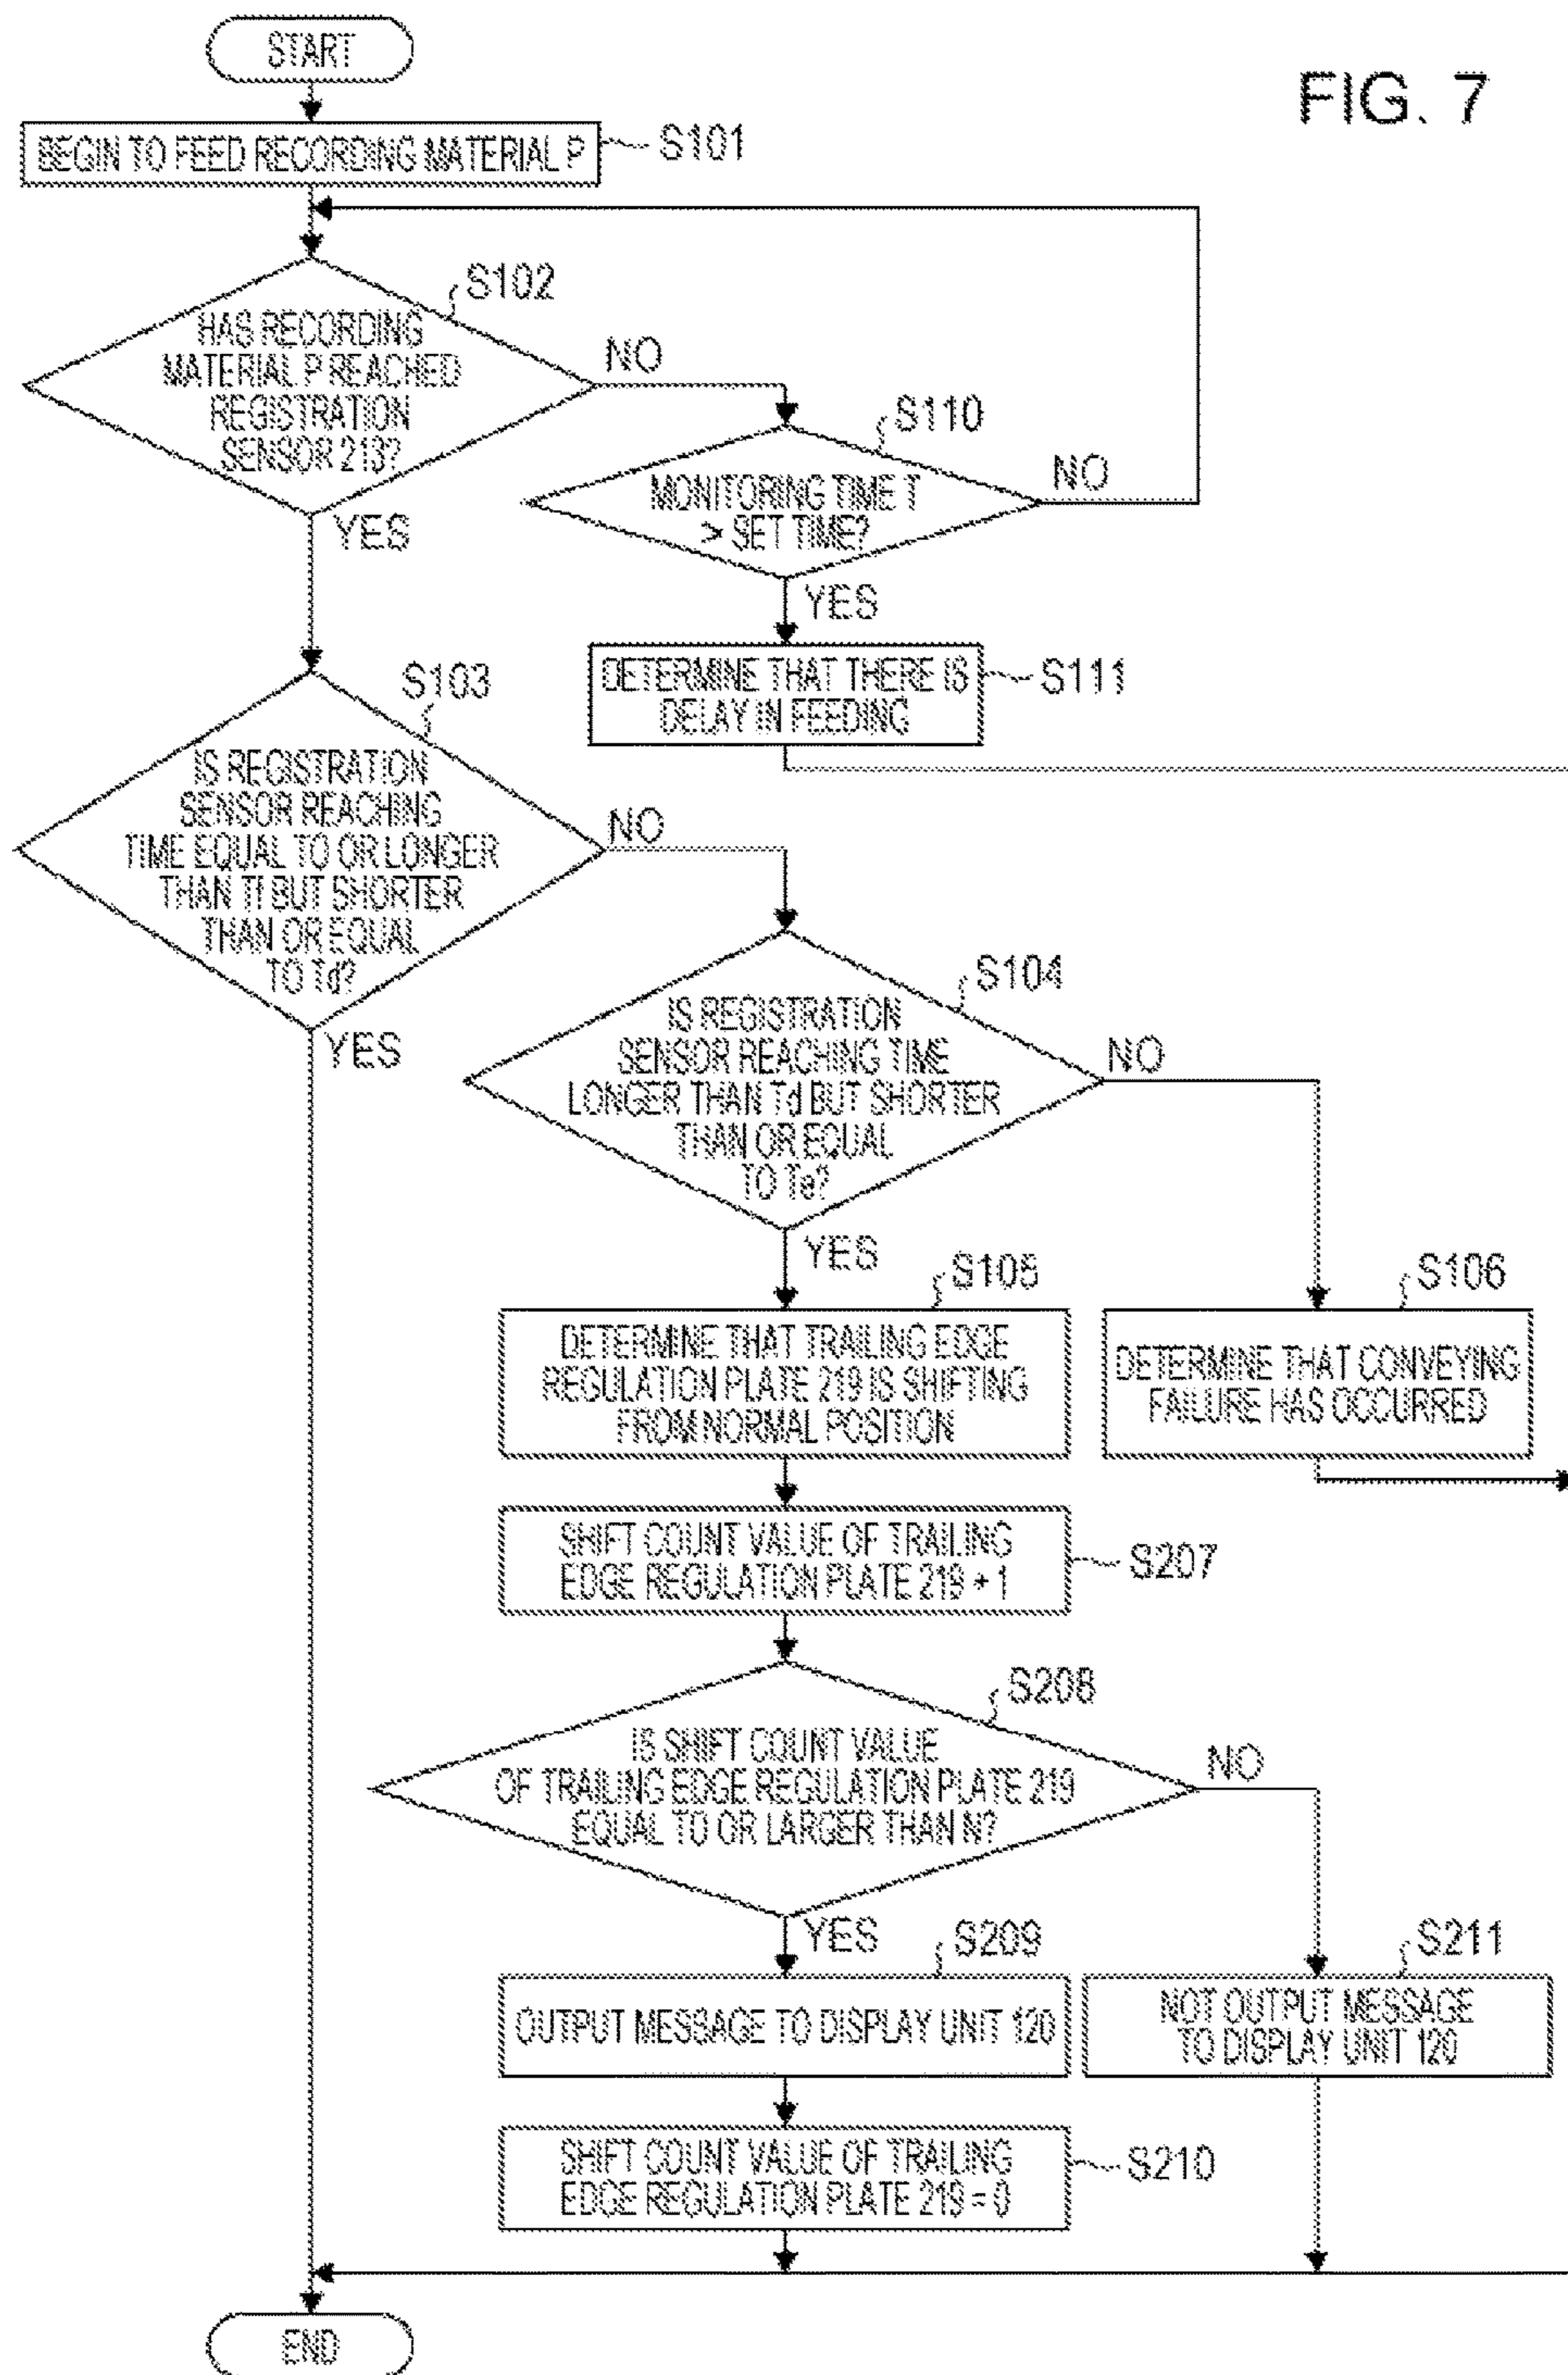 FIG. 7
START
BEGIN TO FEED RECORDING MATERIAL P
S101
S102
HAS RECORDING
MATERIAL P REACHED
REGISTRATION
SENSOR 213?
NO
YES
S110
MONITORING TIME T
> SET TIME?
NO
YES
DETERMINE THAT THERE IS
DELAY IN FEEDING
S111
S103
IS REGISTRATION
SENSOR REACHING
TIME EQUAL TO OR LONGER
THAN Tf BUT SHORTER
THAN OR EQUAL
TO Td?
NO
YES
S104
IS REGISTRATION
SENSOR REACHING TIME
LONGER THAN Td BUT SHORTER
THAN OR EQUAL
TO Te?
NO
YES
S105
DETERMINE THAT TRAILING EDGE
REGULATION PLATE 219 IS SHIFTING
FROM NORMAL POSITION
S106
DETERMINE THAT CONVEYING
FAILURE HAS OCCURRED
SHIFT COUNT VALUE OF TRAILING
EDGE REGULATION PLATE 219 + 1
S207
S208
IS SHIFT COUNT VALUE
OF TRAILING EDGE REGULATION PLATE 219
EQUAL TO OR LARGER THAN N?
NO
YES
S209
OUTPUT MESSAGE TO DISPLAY UNIT 120
S211
NOT OUTPUT MESSAGE
TO DISPLAY UNIT 120
SHIFT COUNT VALUE OF TRAILING
EDGE REGULATION PLATE 219 = 0
S210
END